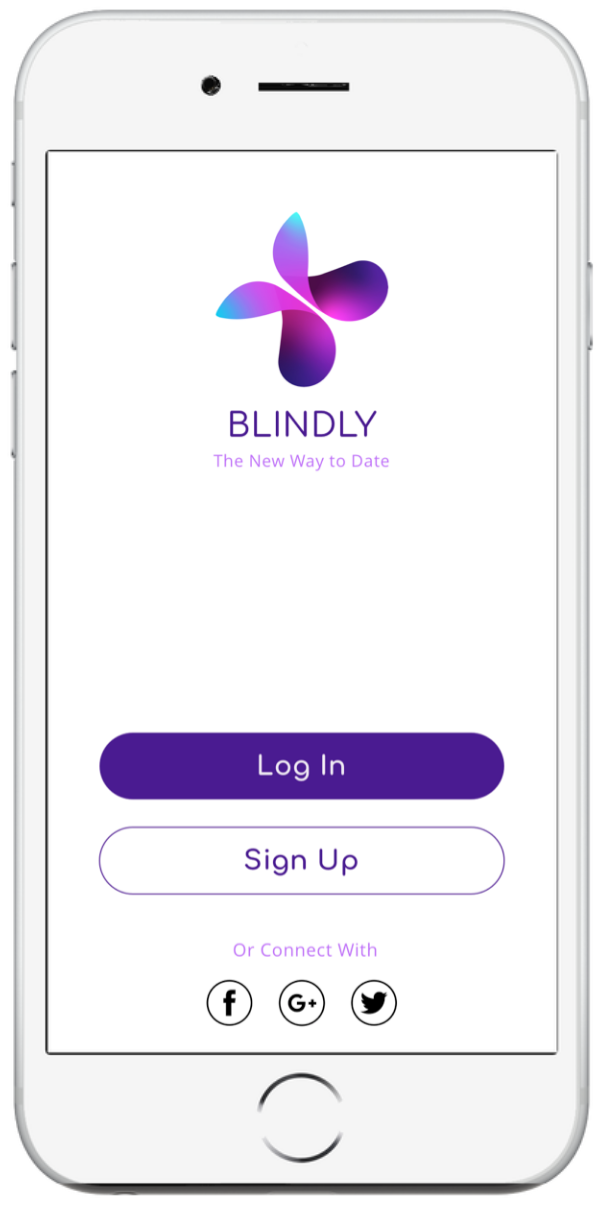 BLINDLY
The New Way to Date
Log In
Sign Up
Or Connect With
f G+